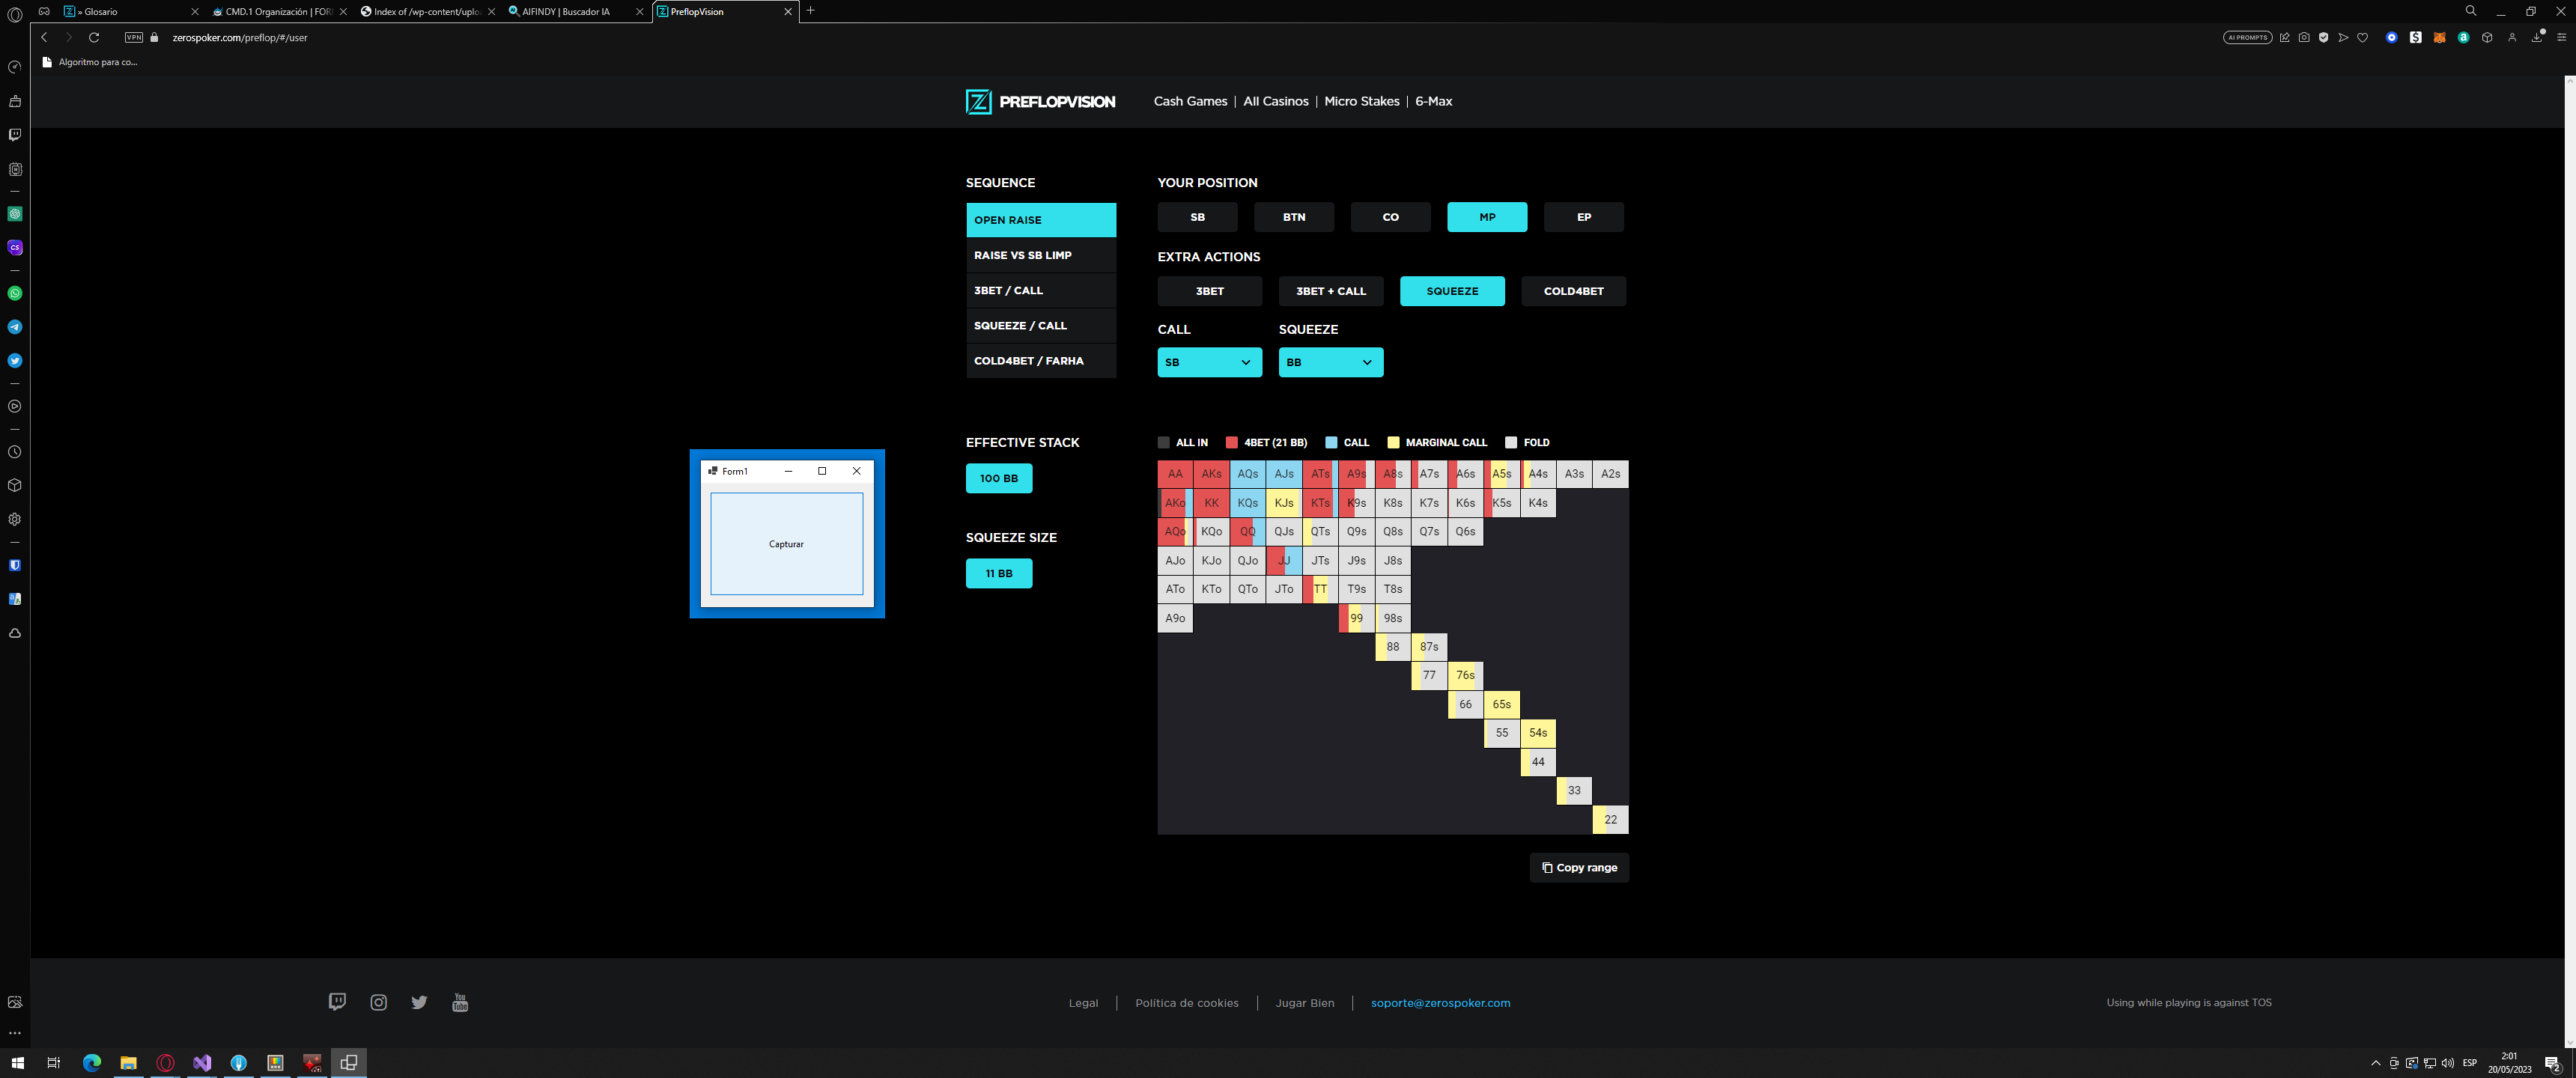 » Glosario
CMD.1 Organización | FOR
Index of /wp-content/uplo
AIFINDY | Buscador IA
PreflopVision
VPN
zerospoker.com/preflop/#/user
AI PROMPTS
Algoritmo para co...
PREFLOPVISION
Cash Games | All Casinos | Micro Stakes | 6-Max
SEQUENCE
OPEN RAISE
RAISE VS SB LIMP
3BET / CALL
SQUEEZE / CALL
COLD4BET / FARHA
YOUR POSITION
SB BTN CO MP EP
EXTRA ACTIONS
3BET 3BET + CALL SQUEEZE COLD4BET
CALL SQUEEZE
SB BB
EFFECTIVE STACK
100 BB
SQUEEZE SIZE
11 BB
Form1
Capturar
ALL IN 4BET (21 BB) CALL MARGINAL CALL FOLD
AA AKs AQs AJs ATs A9s A8s A7s A6s A5s A4s A3s A2s
AKo KK KQs KJs KTs K9s K8s K7s K6s K5s K4s
AQo KQo QQ QJs QTs Q9s Q8s Q7s Q6s
AJo KJo QJo JJ JTs J9s J8s
ATo KTo QTo JTo TT T9s T8s
A9o 99 98s
88 87s
77 76s
66 65s
55 54s
44
33
22
Copy range
You Tube
Legal | Política de cookies | Jugar Bien | soporte@zerospoker.com
Using while playing is against TOS
ESP
2:01
20/05/2023
2